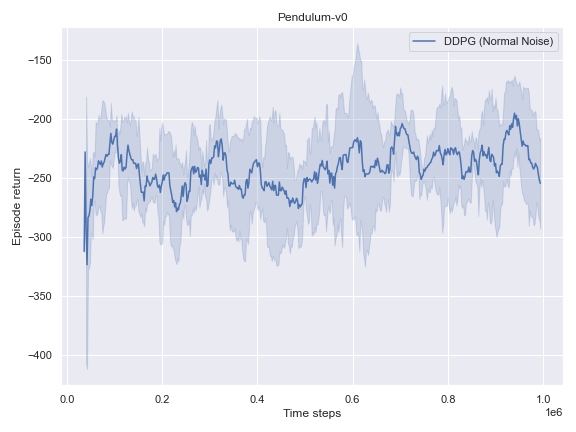 Pendulum-v0
DDPG (Normal Noise)
Episode return
−150
−200
−250
−300
−350
−400
0.0 0.2 0.4 0.6 0.8 1.0
1e6
Time steps